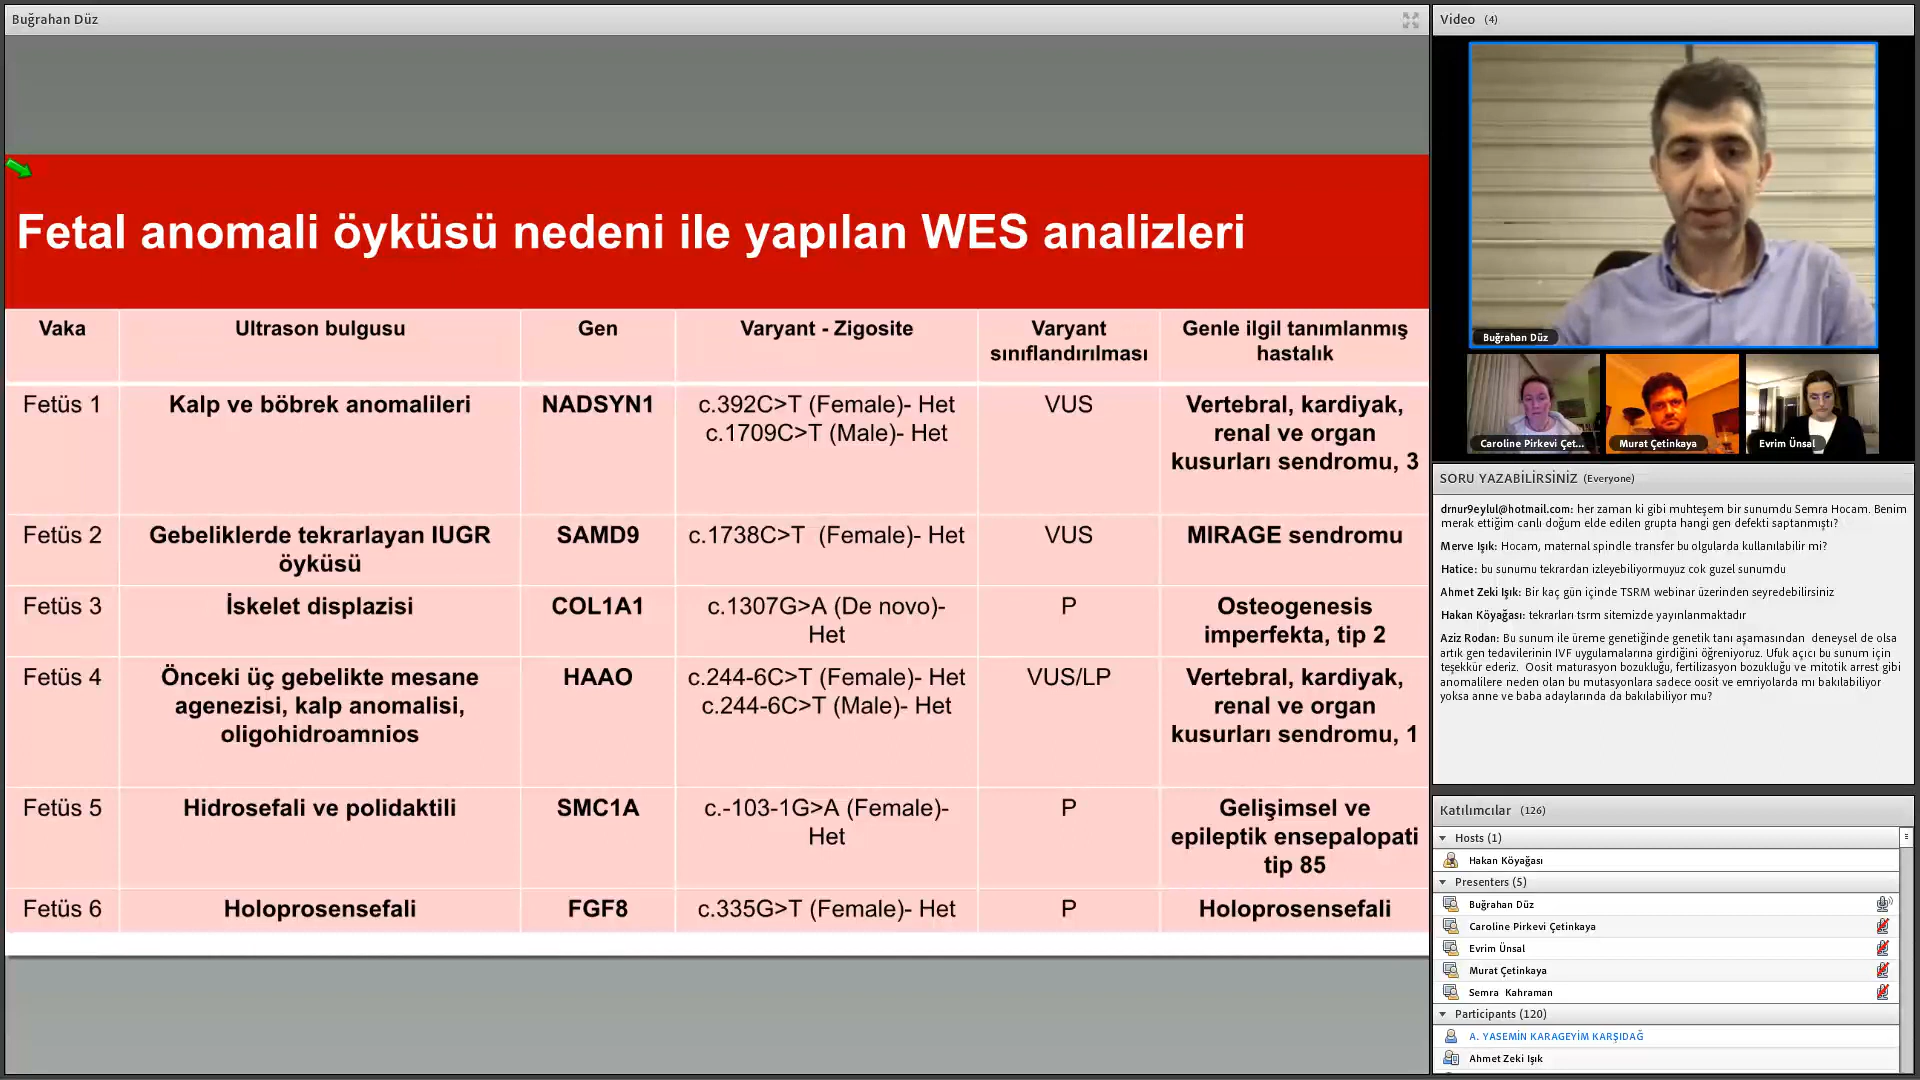 Buğrahan Düz
Fetal anomali öyküsü nedeni ile yapılan WES analizleri
Vaka
Ultrason bulgusu
Gen
Varyant - Zigosite
Varyant
sınıflandırılması
Genle ilgil tanımlanmış
hastalık
Fetüs 1
Kalp ve böbrek anomalileri
NADSYN1
c.392C>T (Female)- Het
c.1709C>T (Male)- Het
VUS
Vertebral, kardiyak,
renal ve organ
kusurları sendromu, 3
Fetüs 2
Gebeliklerde tekrarlayan IUGR
öyküsü
SAMD9
c.1738C>T (Female)- Het
VUS
MIRAGE sendromu
Fetüs 3
İskelet displazisi
COL1A1
c.1307G>A (De novo)-
Het
P
Osteogenesis
imperfekta, tip 2
Fetüs 4
Önceki üç gebelikte mesane
agenezisi, kalp anomalisi,
oligohidroamnios
HAAO
c.244-6C>T (Female)- Het
c.244-6C>T (Male)- Het
VUS/LP
Vertebral, kardiyak,
renal ve organ
kusurları sendromu, 1
Fetüs 5
Hidrosefali ve polidaktili
SMC1A
c.-103-1G>A (Female)-
Het
P
Gelişimsel ve
epileptik ensepalopati
tip 85
Fetüs 6
Holoprosensefali
FGF8
c.335G>T (Female)- Het
P
Holoprosensefali
Video (4)
Buğrahan Düz
Caroline Pirkevi Çet...
Murat Çetinkaya
Evrim Ünsal
SORU YAZABİLİRSİNİZ (Everyone)
drnur9eylul@hotmail.com: her zaman ki gibi muhteşem bir sunumdu Semra Hocam. Benim
merak ettiğim canlı doğum elde edilen grupta hangi gen defekti saptanmıştı?
Merve Işık: Hocam, maternal spindle transfer bu olgularda kullanılabilir mi?
Hatice: bu sunumu tekrardan izleyebiliyormuyuz cok guzel sunumdu
Ahmet Zeki Işık: Bir kaç gün içinde TSRM webinar üzerinden seyredebilirsiniz
Hakan Köyağası: tekrarları tsrm sitemizde yayınlanmaktadır
Aziz Rodan: Bu sunum ile üreme genetiğinde genetik tanı aşamasından deneysel de olsa
artık gen tedavilerinin IVF uygulamalarına girdiğini öğreniyoruz. Ufuk açıcı bu sunum için
teşekkür ederiz. Oosit maturasyon bozukluğu, fertilizasyon bozukluğu ve mitotik arrest gibi
anomalilere neden olan bu mutasyonlara sadece oosit ve emriyolarda mı bakılabiliyor
yoksa anne ve baba adaylarında da bakılabiliyor mu?
Katılımcılar (126)
Hosts (1)
Hakan Köyağası
Presenters (5)
Buğrahan Düz
Caroline Pirkevi Çetinkaya
Evrim Ünsal
Murat Çetinkaya
Semra Kahraman
Participants (120)
A. YASEMİN KARAGEYİM KARŞIDAĞ
Ahmet Zeki Işık